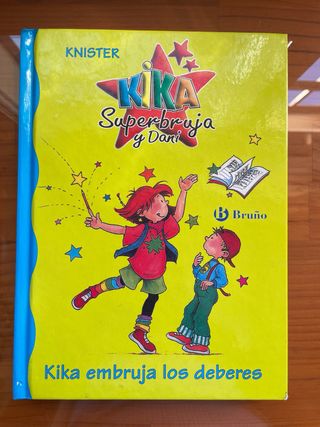 KNISTER
KIKA
Superbruja
y Dani
Bruño
Kika embruja los deberes